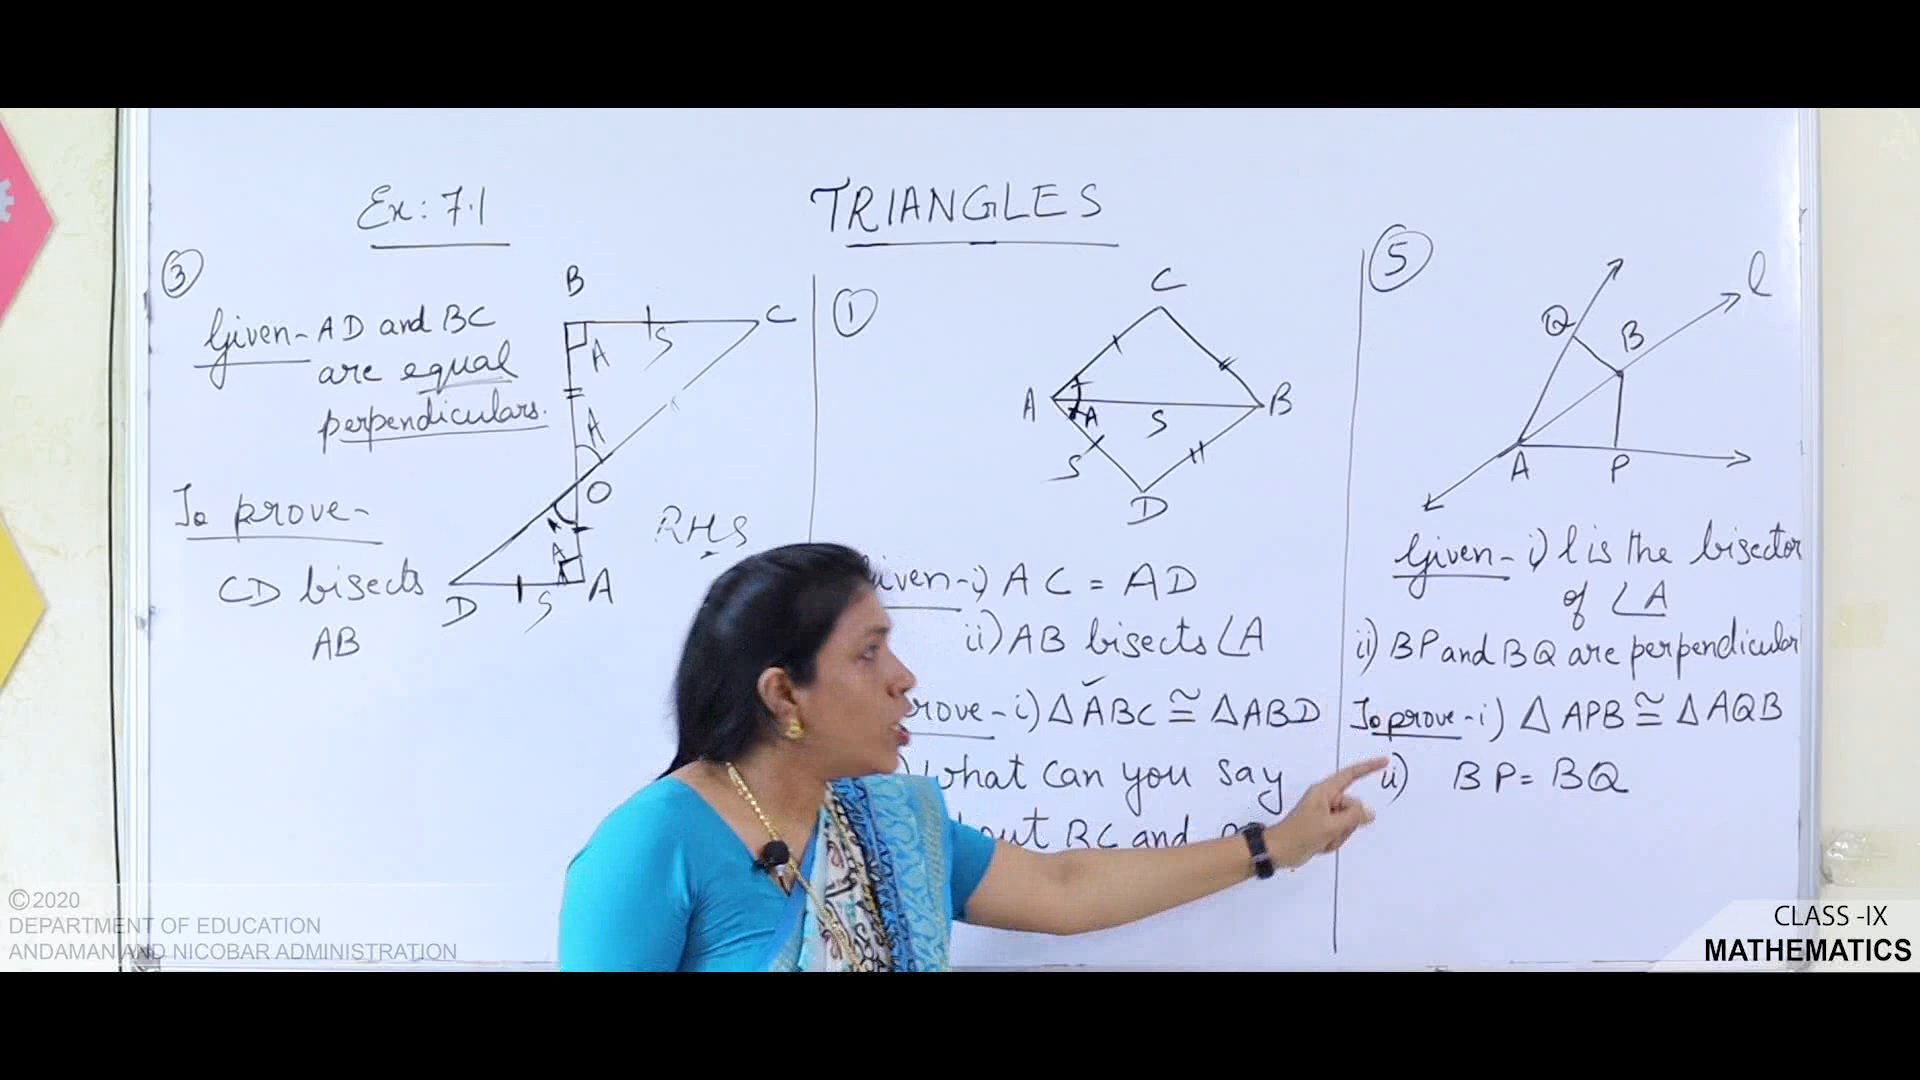 Ex: 7.1
TRIANGLES
3
Given - AD and BC
are equal
perpendiculars.
To prove -
CD bisects
AB
B
C
S
A
A
O
A
A
D
S
A
RHS
1
C
A
A
S
B
S
D
i) AC = AD
ii) AB bisects ∠A
i) Δ ABC ≅ Δ ABD
What can you say
BC and
5
Q
B
l
A
P
Given - i) l is the bisector
of ∠A
ii) BP and BQ are perpendicular
To prove - i) Δ APB ≅ Δ AQB
ii) BP = BQ
©2020
DEPARTMENT OF EDUCATION
ANDAMAN AND NICOBAR ADMINISTRATION
CLASS -IX
MATHEMATICS